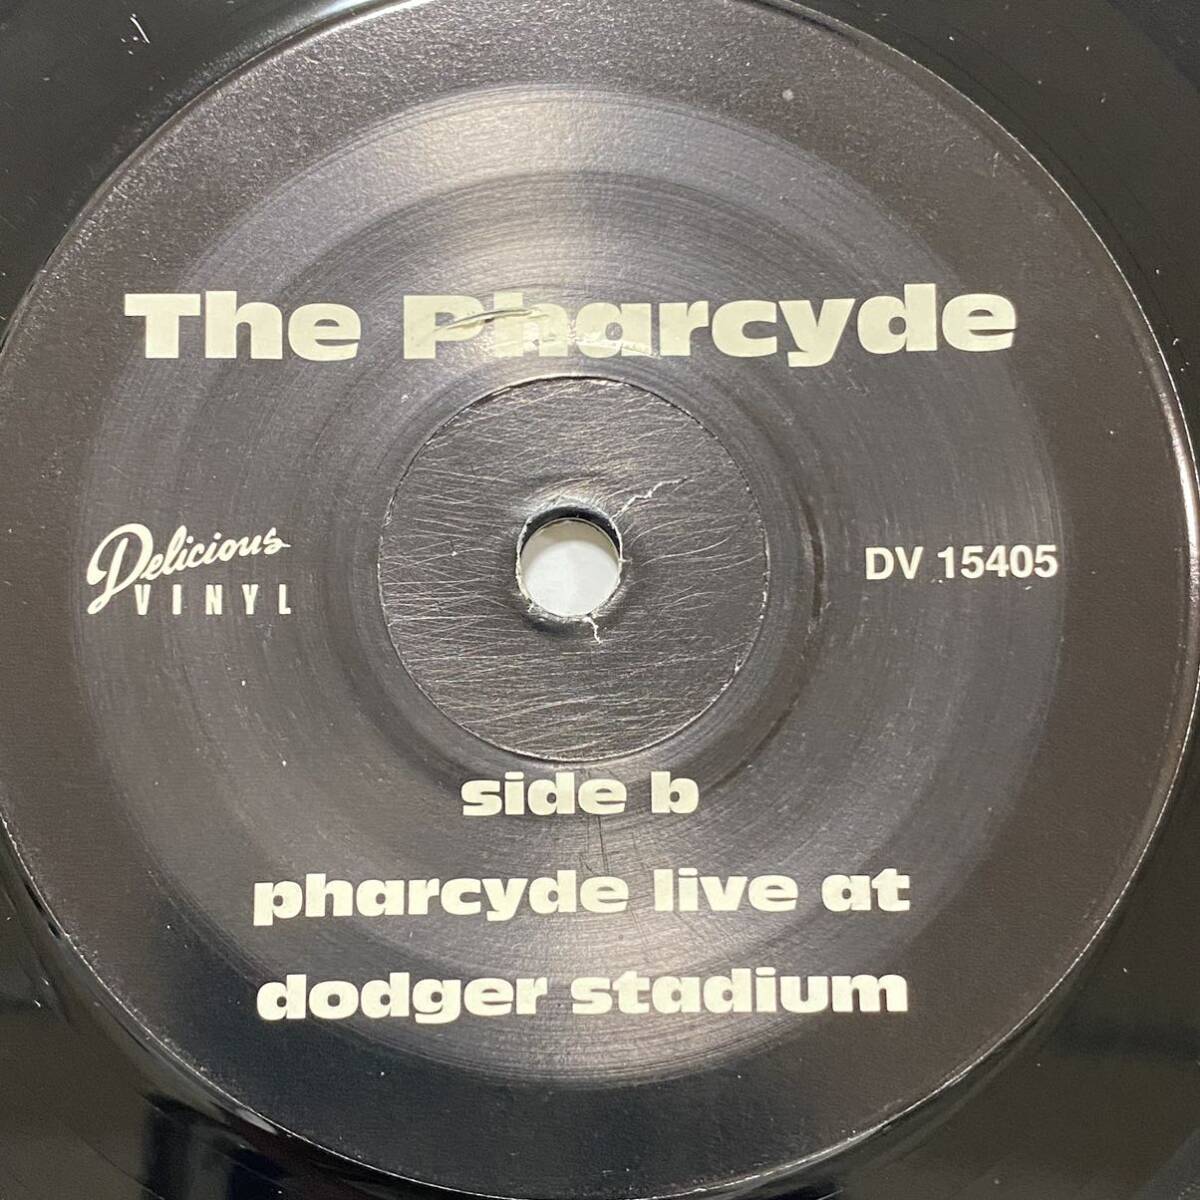 The Pharcyde
Delicious
VINYL
DV 15405
side b
pharcyde live at
dodger stadium